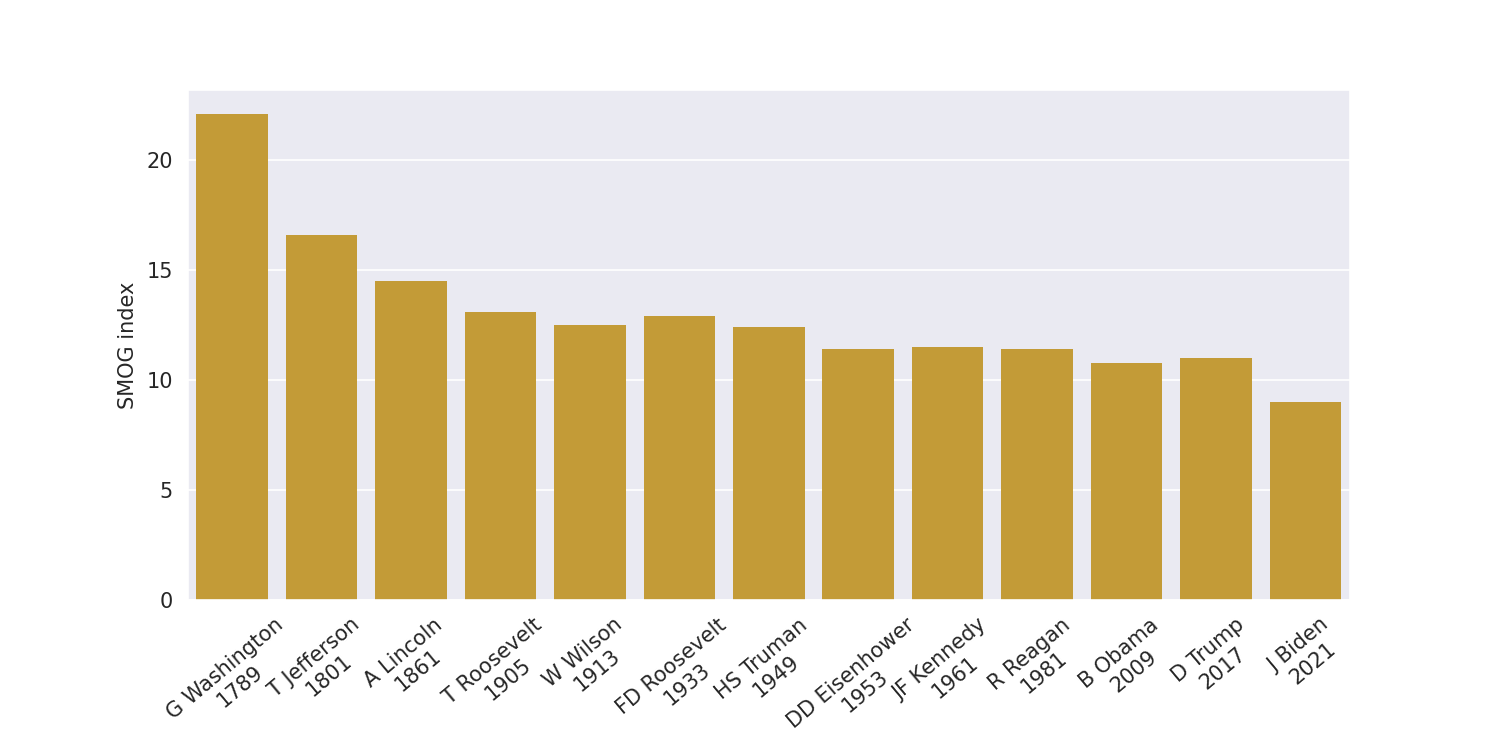 SMOG index
20
15
10
5
0
G Washington
1789
T Jefferson
1801
A Lincoln
1861
T Roosevelt
1905
W Wilson
1913
FD Roosevelt
1933
HS Truman
1949
DD Eisenhower
1953
JF Kennedy
1961
R Reagan
1981
B Obama
2009
D Trump
2017
J Biden
2021